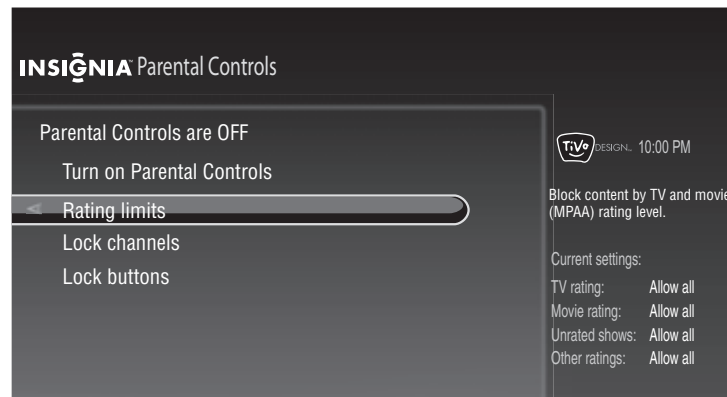 INSIGNIA™ Parental Controls
Parental Controls are OFF
Turn on Parental Controls
Rating limits
Lock channels
Lock buttons
TiVo DESIGN™ 10:00 PM
Block content by TV and movie
(MPAA) rating level.
Current settings:
TV rating: Allow all
Movie rating: Allow all
Unrated shows: Allow all
Other ratings: Allow all